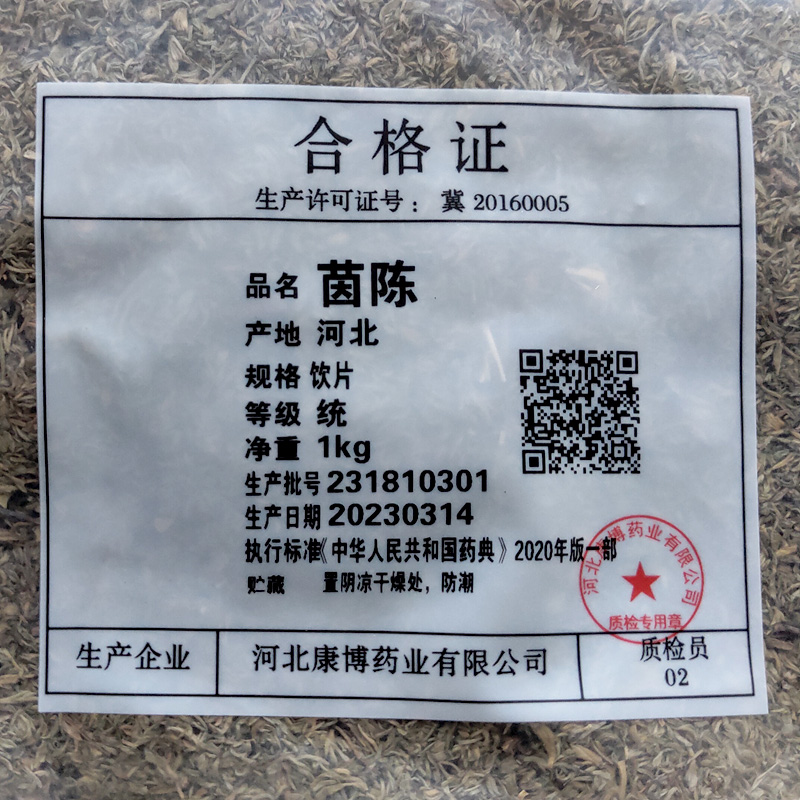 合格证
生产许可证号：冀 20160005
品名 茵陈
产地 河北
规格 饮片
等级 统
净重 1kg
生产批号 231810301
生产日期 20230314
执行标准《中华人民共和国药典》2020年版一部
贮藏 置阴凉干燥处，防潮
河北康博药业有限公司
质检专用章
生产企业 河北康博药业有限公司 质检员
02